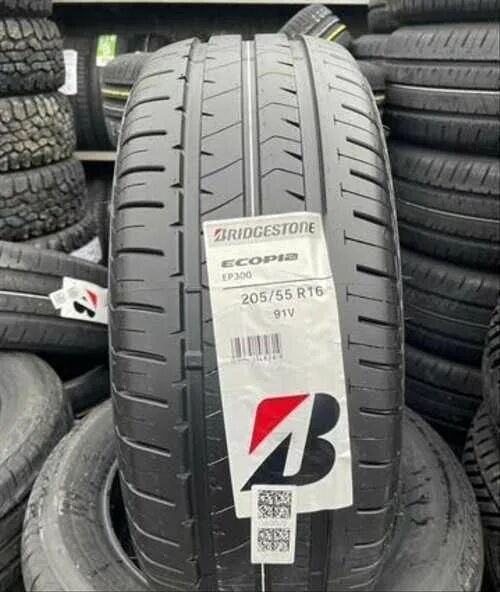 BRIDGESTONE
ECOPIA
EP300
205/55 R16
91V
B